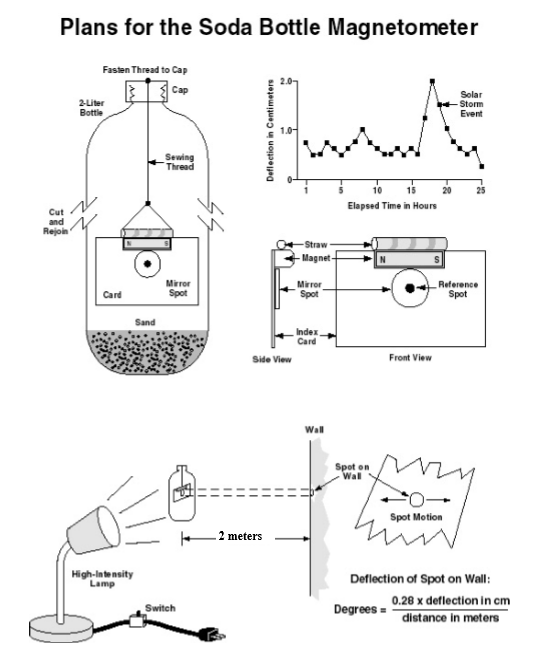 Plans for the Soda Bottle Magnetometer
Fasten Thread to Cap
Cap
2-Liter
Bottle
Sewing
Thread
Cut
and
Rejoin
N S
Mirror
Spot
Card
Sand
Deflection in Centimeters
2.0
1.0
0
Solar
Storm
Event
1 5 10 15 20 25
Elapsed Time in Hours
Straw
Magnet
N S
Mirror
Spot
Reference
Spot
Index
Card
Side View
Front View
Wall
Spot on
Wall
Spot Motion
2 meters
High-Intensity
Lamp
Switch
Deflection of Spot on Wall:
Degrees = 0.28 x deflection in cm
distance in meters